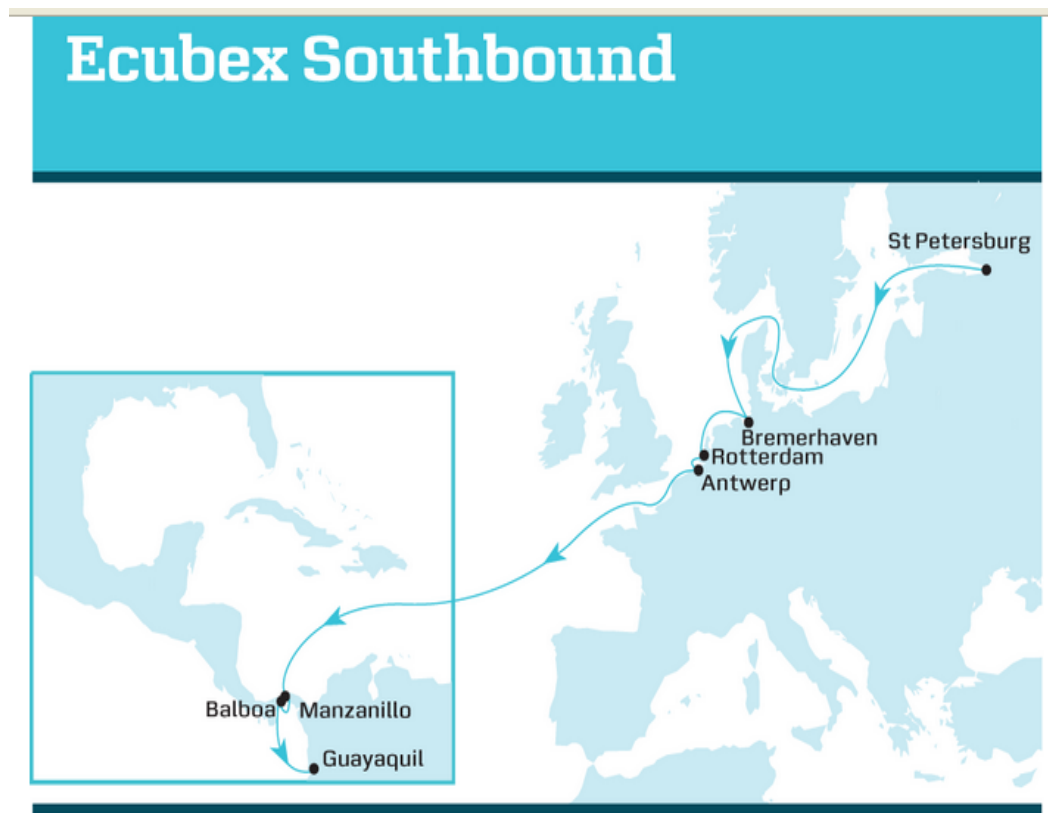 Ecubex Southbound
St Petersburg
Bremerhaven
Rotterdam
Antwerp
Balboa
Manzanillo
Guayaquil